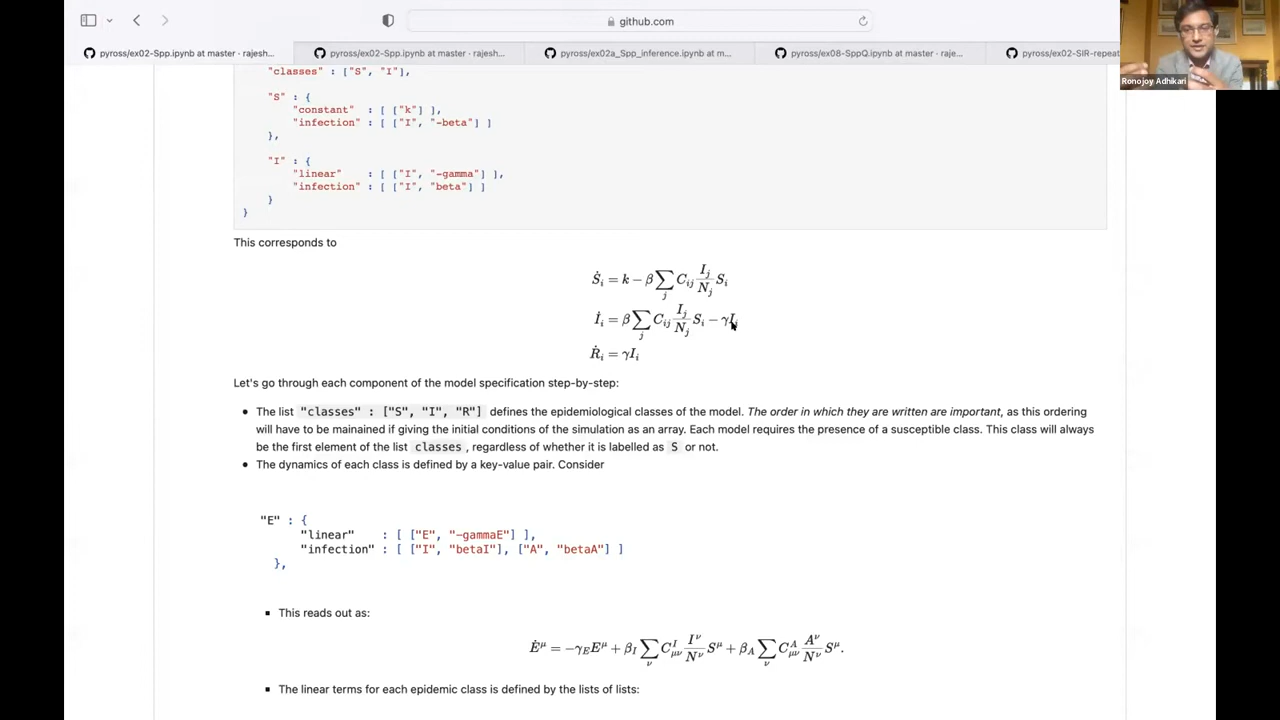 github.com
pyross/ex02-Spp.ipynb at master · rajesh...
pyross/ex02-Spp.ipynb at master · rajesh...
pyross/ex02a_Spp_inference.ipynb at m...
pyross/ex08-SppQ.ipynb at master · raje...
pyross/ex02-SIR-repeat
Ronojoy Adhikari
"classes" : ["S", "I"],
"S" : {
"constant" : [ ["k"] ],
"infection" : [ ["I", "-beta"] ]
},
"I" : {
"linear" : [ ["I", "-gamma"] ],
"infection" : [ ["I", "beta"] ]
}
}
This corresponds to
Ṡ_i = k − β ∑_j C_ij I_j/N_j S_i
İ_i = β ∑_j C_ij I_j/N_j S_i − γI_i
Ṙ_i = γI_i
Let's go through each component of the model specification step-by-step:
• The list "classes" : ["S", "I", "R"] defines the epidemiological classes of the model. The order in which they are written are important, as this ordering
will have to be mainained if giving the initial conditions of the simulation as an array. Each model requires the presence of a susceptible class. This class will always
be the first element of the list classes, regardless of whether it is labelled as S or not.
• The dynamics of each class is defined by a key-value pair. Consider
"E" : {
"linear" : [ ["E", "-gammaE"] ],
"infection" : [ ["I", "betaI"], ["A", "betaA"] ]
},
▪ This reads out as:
Ė^μ = −γ_E E^μ + β_I ∑_ν C^I_μν I^ν/N^ν S^μ + β_A ∑_ν C^A_μν A^ν/N^ν S^μ.
▪ The linear terms for each epidemic class is defined by the lists of lists: